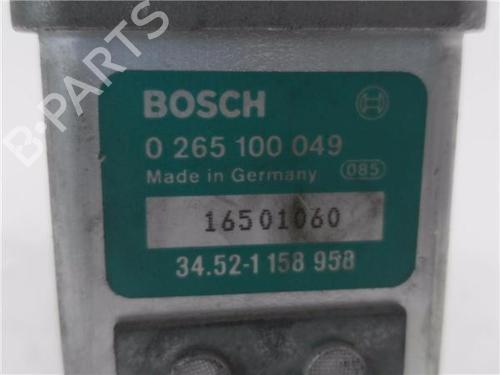 B-PARTS
BOSCH
0 265 100 049
Made in Germany 085
16501060
34.52-1 158 958